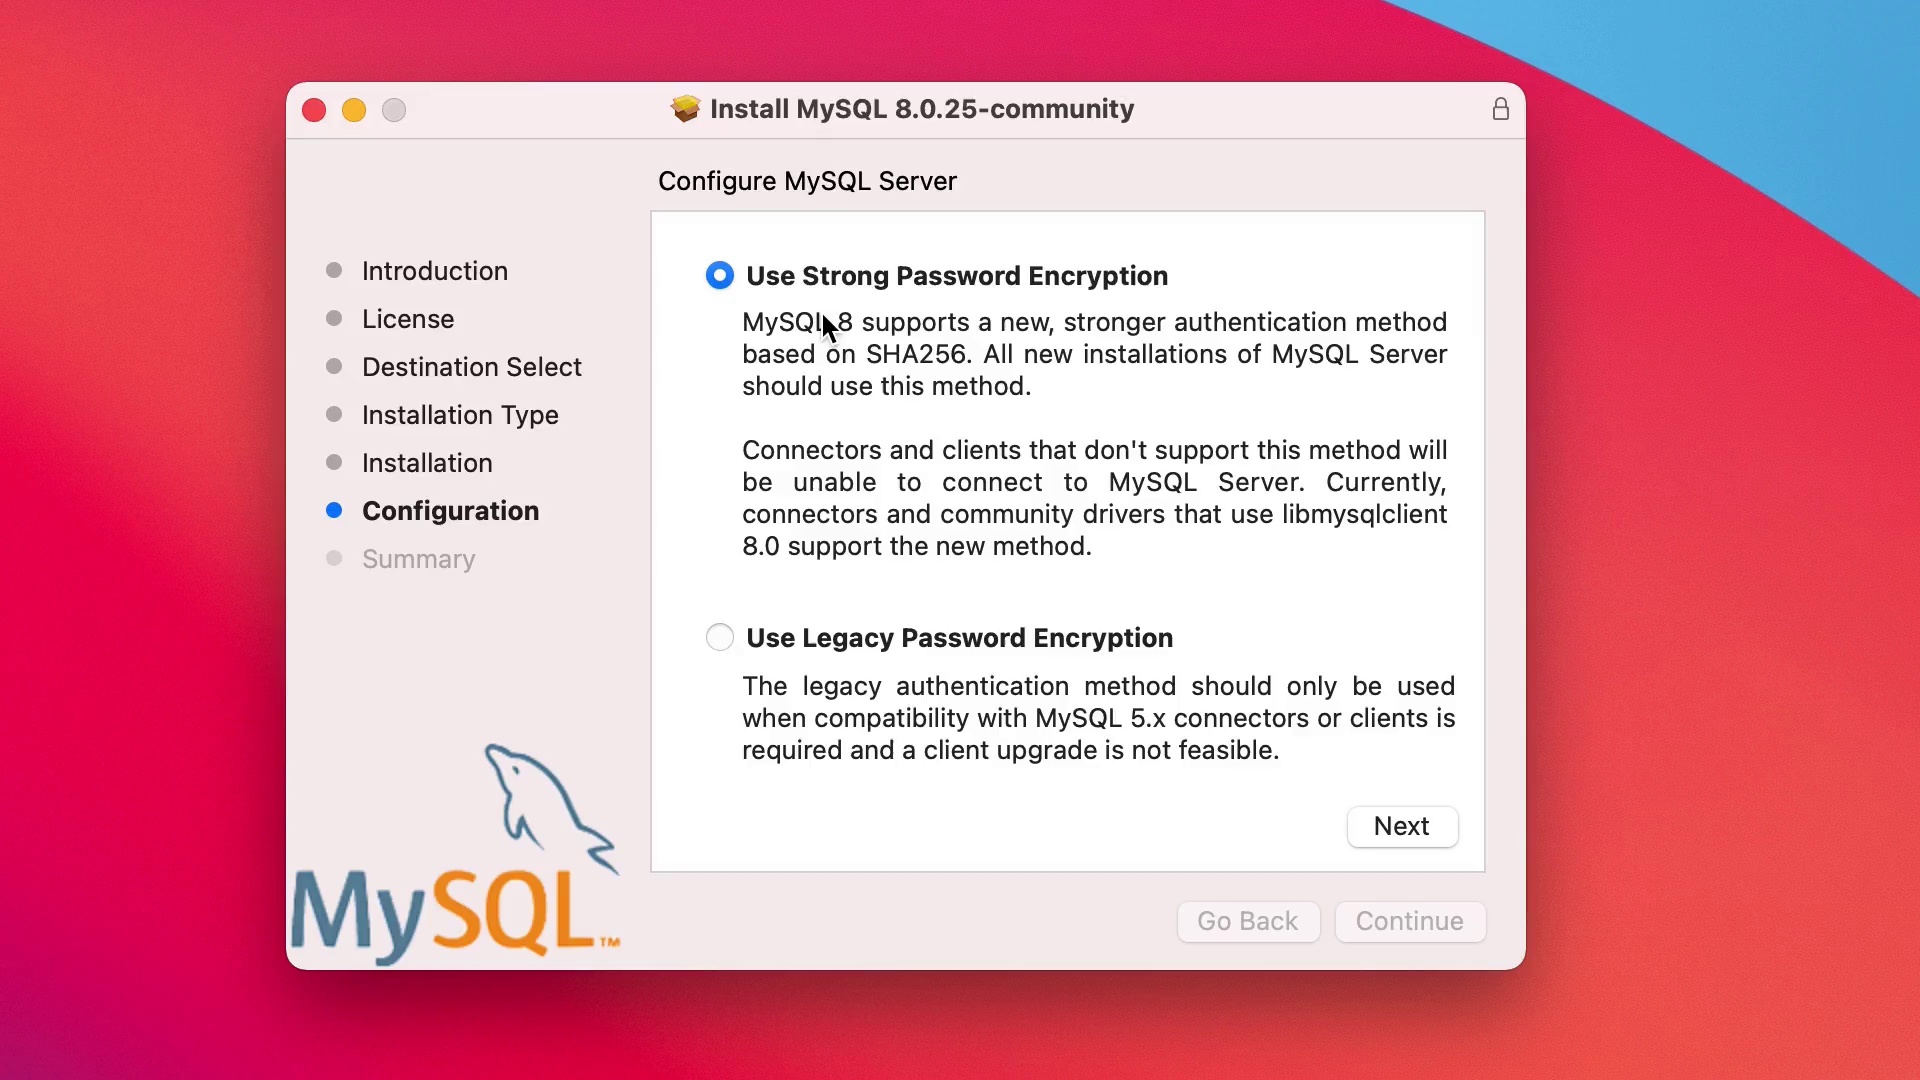 Install MySQL 8.0.25-community
Configure MySQL Server
Introduction
License
Destination Select
Installation Type
Installation
Configuration
Summary
Use Strong Password Encryption
MySQL 8 supports a new, stronger authentication method
based on SHA256. All new installations of MySQL Server
should use this method.
Connectors and clients that don't support this method will
be unable to connect to MySQL Server. Currently,
connectors and community drivers that use libmysqlclient
8.0 support the new method.
Use Legacy Password Encryption
The legacy authentication method should only be used
when compatibility with MySQL 5.x connectors or clients is
required and a client upgrade is not feasible.
Next
MySQL™
Go Back
Continue